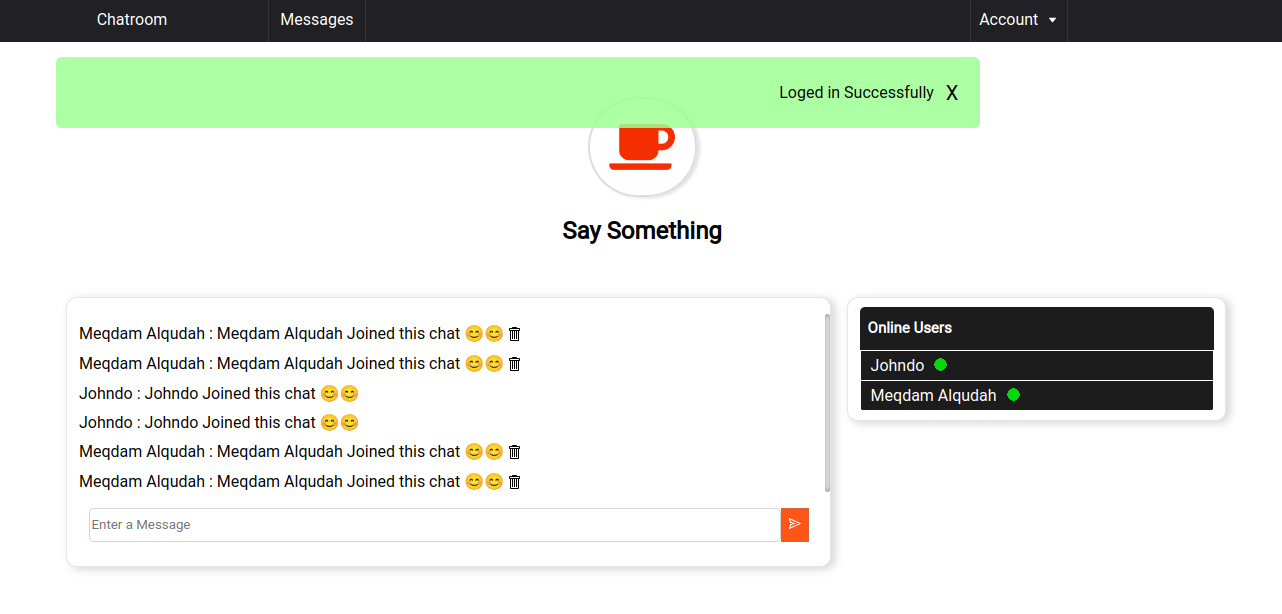 Chatroom
Messages
Account
Loged in Successfully X
Say Something
Meqdam Alqudah : Meqdam Alqudah Joined this chat 😊😊
Meqdam Alqudah : Meqdam Alqudah Joined this chat 😊😊
Johndo : Johndo Joined this chat 😊😊
Johndo : Johndo Joined this chat 😊😊
Meqdam Alqudah : Meqdam Alqudah Joined this chat 😊😊
Meqdam Alqudah : Meqdam Alqudah Joined this chat 😊😊
Enter a Message
Online Users
Johndo
Meqdam Alqudah